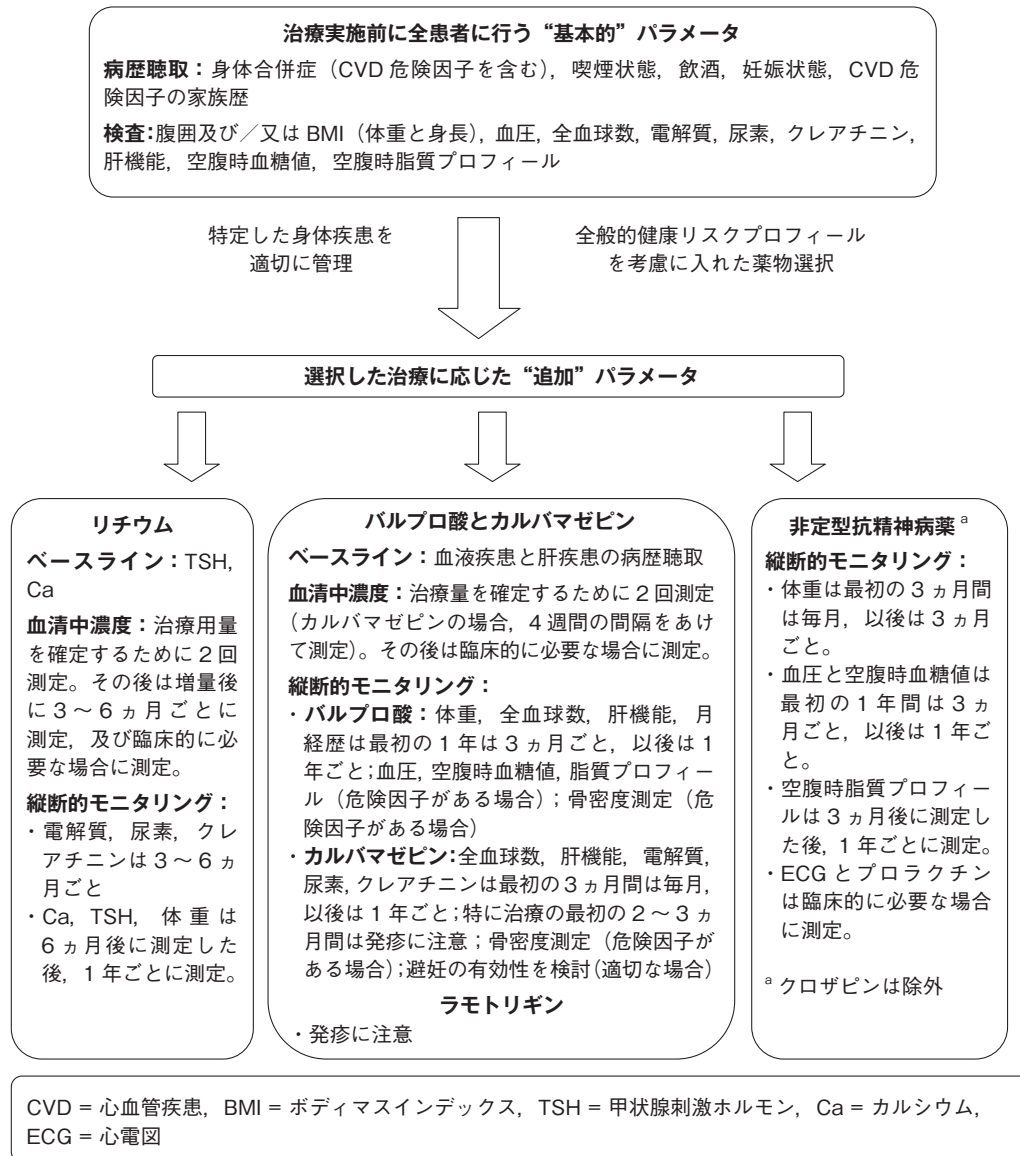 治療実施前に全患者に行う“基本的”パラメータ
病歴聴取：身体合併症（CVD 危険因子を含む），喫煙状態，飲酒，妊娠状態，CVD 危
険因子の家族歴
検査：腹囲及び／又は BMI（体重と身長），血圧，全血球数，電解質，尿素，クレアチニン，
肝機能，空腹時血糖値，空腹時脂質プロフィール
特定した身体疾患を
適切に管理
全般的健康リスクプロフィール
を考慮に入れた薬物選択
選択した治療に応じた“追加”パラメータ
リチウム
ベースライン：TSH，
Ca
血清中濃度：治療用量
を確定するために２回
測定。その後は増量後
に３～６ヵ月ごとに
測定，及び臨床的に必
要な場合に測定。
縦断的モニタリング：
・電解質，尿素，クレ
アチニンは３～６ヵ
月ごと
・Ca，TSH，体重は
６ヵ月後に測定した
後，1 年ごとに測定。
バルプロ酸とカルバマゼピン
ベースライン：血液疾患と肝疾患の病歴聴取
血清中濃度：治療量を確定するために２回測定
（カルバマゼピンの場合，４週間の間隔をあけ
て測定）。その後は臨床的に必要な場合に測定。
縦断的モニタリング：
・バルプロ酸：体重，全血球数，肝機能，月
経歴は最初の１年は３ヵ月ごと，以後は１
年ごと；血圧，空腹時血糖値，脂質プロフィー
ル（危険因子がある場合）；骨密度測定（危
険因子がある場合）
・カルバマゼピン：全血球数，肝機能，電解質，
尿素，クレアチニンは最初の３ヵ月間は毎月，
以後は１年ごと；特に治療の最初の２～３ヵ
月間は発疹に注意；骨密度測定（危険因子が
ある場合）；避妊の有効性を検討（適切な場合）
ラモトリギン
・発疹に注意
非定型抗精神病薬 a
縦断的モニタリング：
・体重は最初の３ヵ月間
は毎月，以後は３ヵ月
ごと。
・血圧と空腹時血糖値は
最初の１年間は３ヵ
月ごと，以後は１年ご
と。
・空腹時脂質プロフィー
ルは３ヵ月後に測定し
た後，1 年ごとに測定。
・ECG とプロラクチン
は臨床的に必要な場合
に測定。
a クロザピンは除外
CVD = 心血管疾患，BMI = ボディマスインデックス，TSH = 甲状腺刺激ホルモン，Ca = カルシウム，
ECG = 心電図